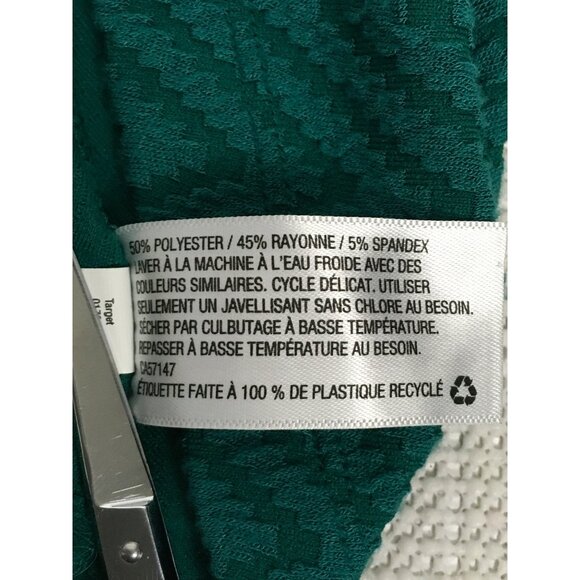 50% POLYESTER / 45% RAYONNE / 5% SPANDEX
LAVER À LA MACHINE À L'EAU FROIDE AVEC DES
COULEURS SIMILAIRES. CYCLE DÉLICAT. UTILISER
SEULEMENT UN JAVELLISANT SANS CHLORE AU BESOIN.
SÉCHER PAR CULBUTAGE À BASSE TEMPÉRATURE.
REPASSER À BASSE TEMPÉRATURE AU BESOIN.
CA57147
ÉTIQUETTE FAITE À 100 % DE PLASTIQUE RECYCLÉ
Target